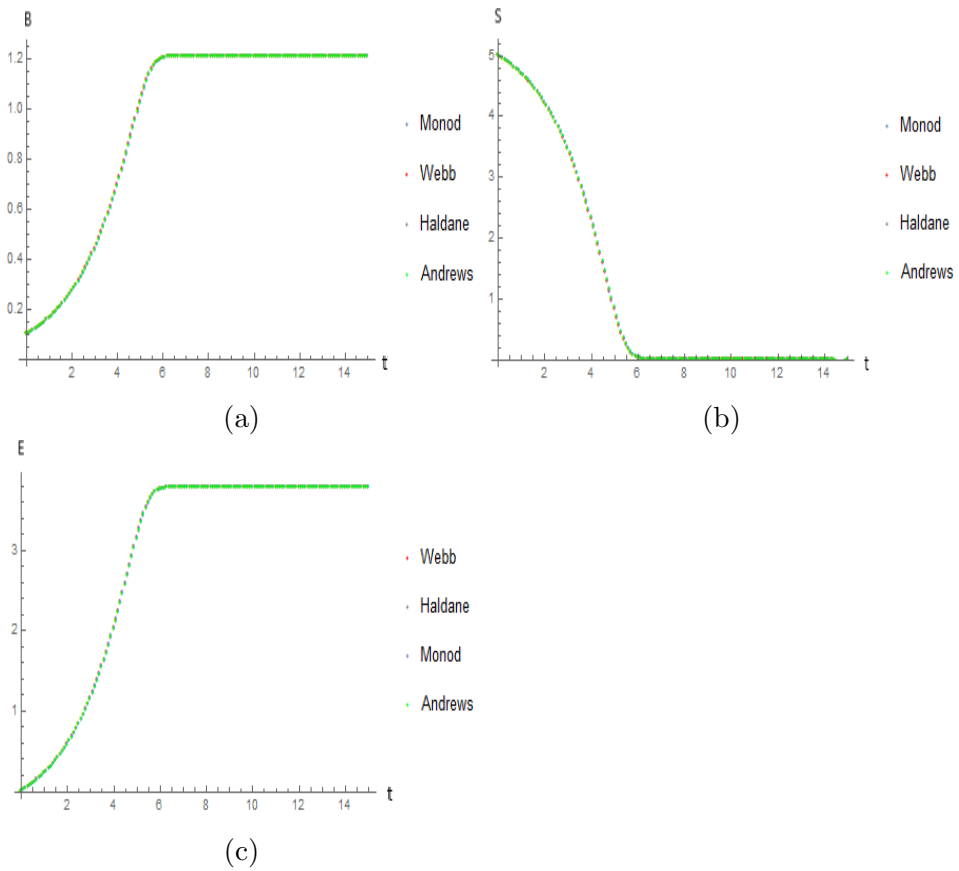 B
1.2
1.0
0.8
0.6
0.4
0.2
2 4 6 8 10 12 14 t
Monod
Webb
Haldane
Andrews
(a)
S
5
4
3
2
1
2 4 6 8 10 12 14 t
Monod
Webb
Haldane
Andrews
(b)
E
3
2
1
2 4 6 8 10 12 14 t
Webb
Haldane
Monod
Andrews
(c)